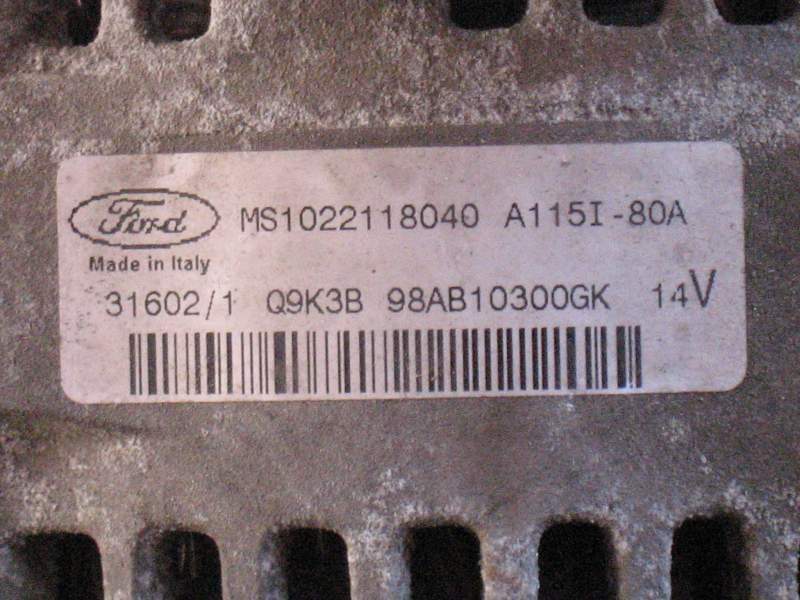 Ford MS1022118040 A115I-80A
Made in Italy
31602/1 Q9K3B 98AB10300GK 14V